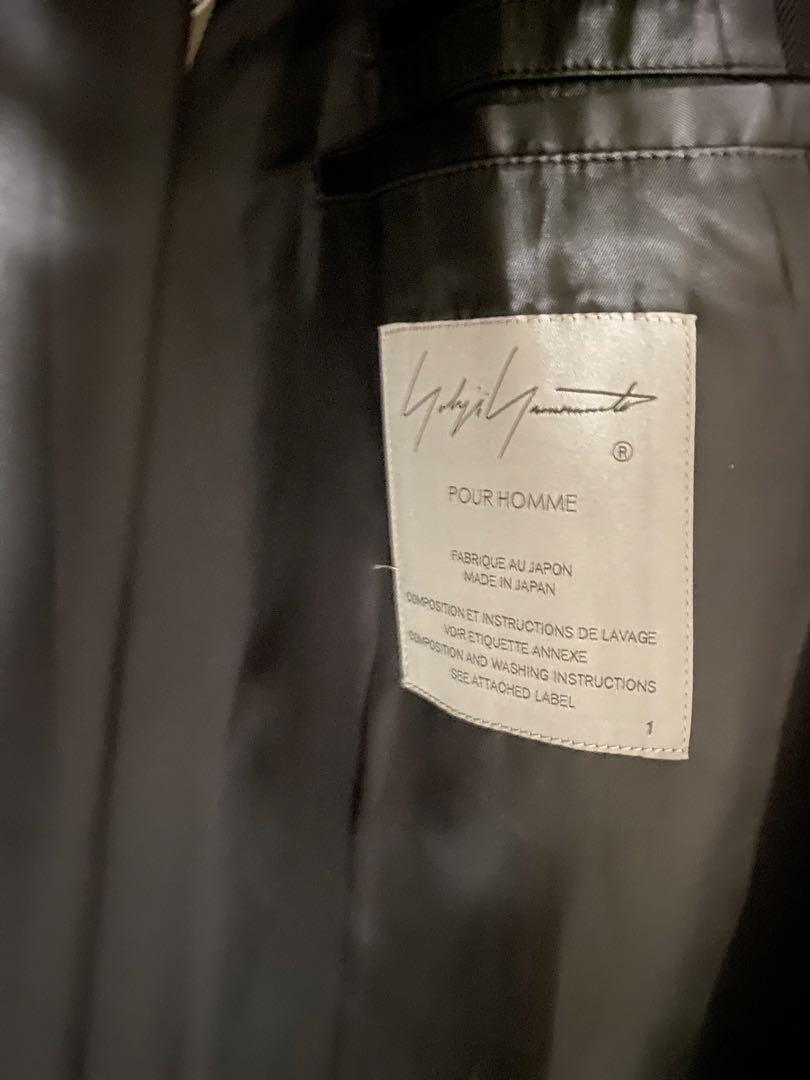 Yohji Yamamoto
®
POUR HOMME
FABRIQUE AU JAPON
MADE IN JAPAN
COMPOSITION ET INSTRUCTIONS DE LAVAGE
VOIR ETIQUETTE ANNEXE
COMPOSITION AND WASHING INSTRUCTIONS
SEE ATTACHED LABEL
1